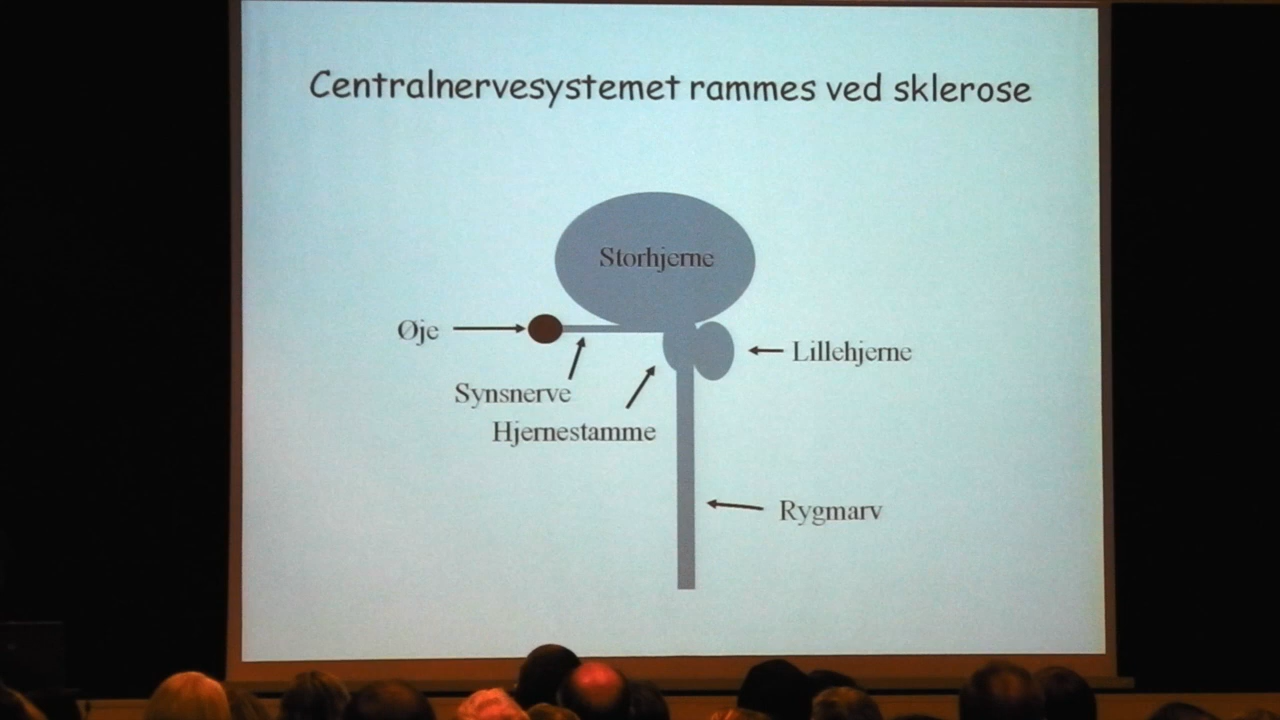 Centralnervesystemet rammes ved sklerose
Storhjerne
Øje
Lillehjerne
Synsnerve
Hjernestamme
Rygmarv